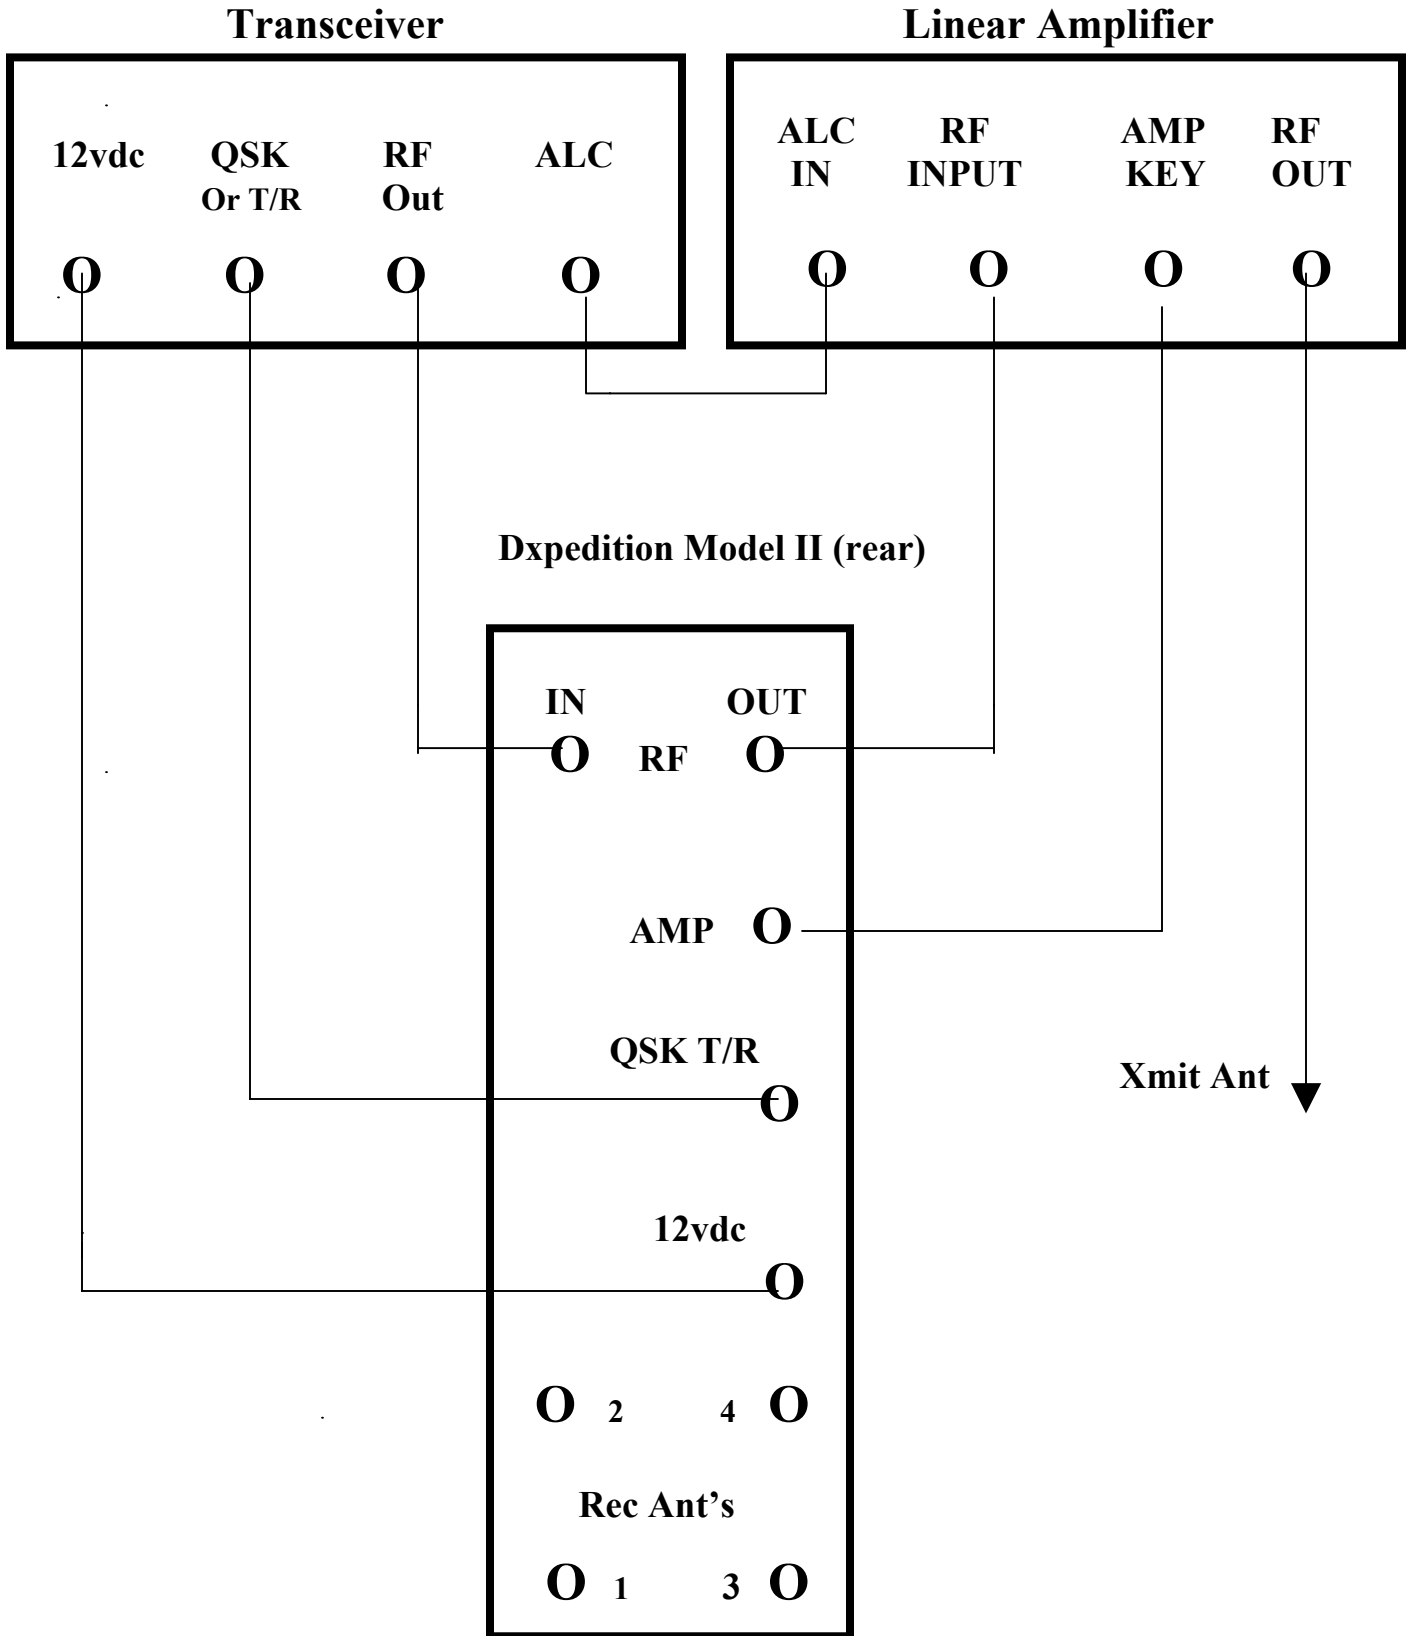 Transceiver
Linear Amplifier
12vdc QSK RF ALC
Or T/R Out
O O O O
ALC RF AMP RF
IN INPUT KEY OUT
O O O O
Dxpedition Model II (rear)
IN OUT
O RF O
AMP O
QSK T/R
O
Xmit Ant
12vdc
O
O 2 4 O
Rec Ant’s
O 1 3 O